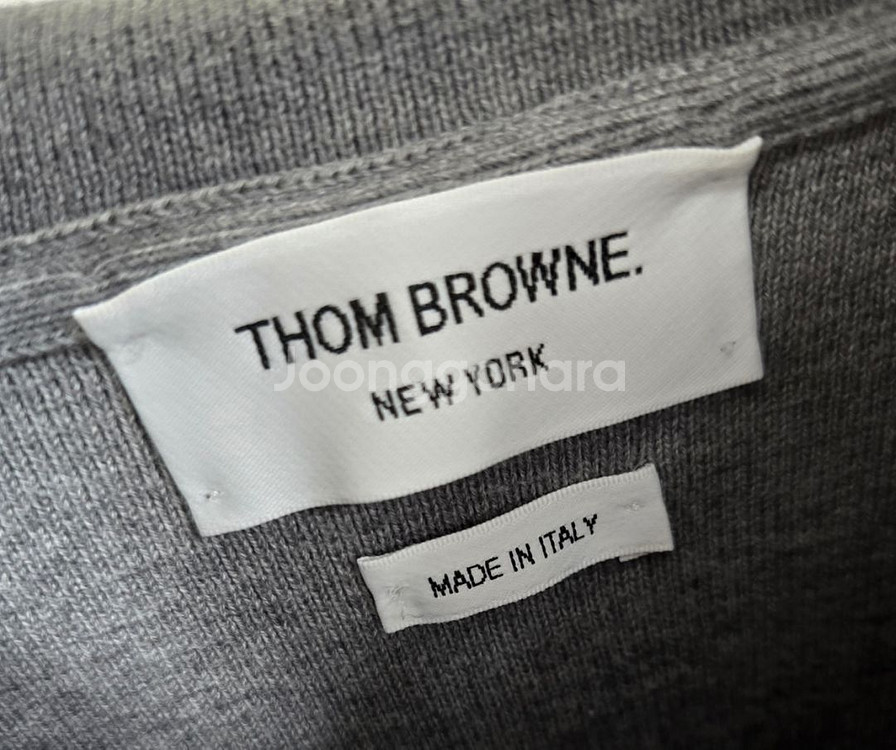 THOM BROWNE.
NEW YORK
Joonggonara
MADE IN ITALY